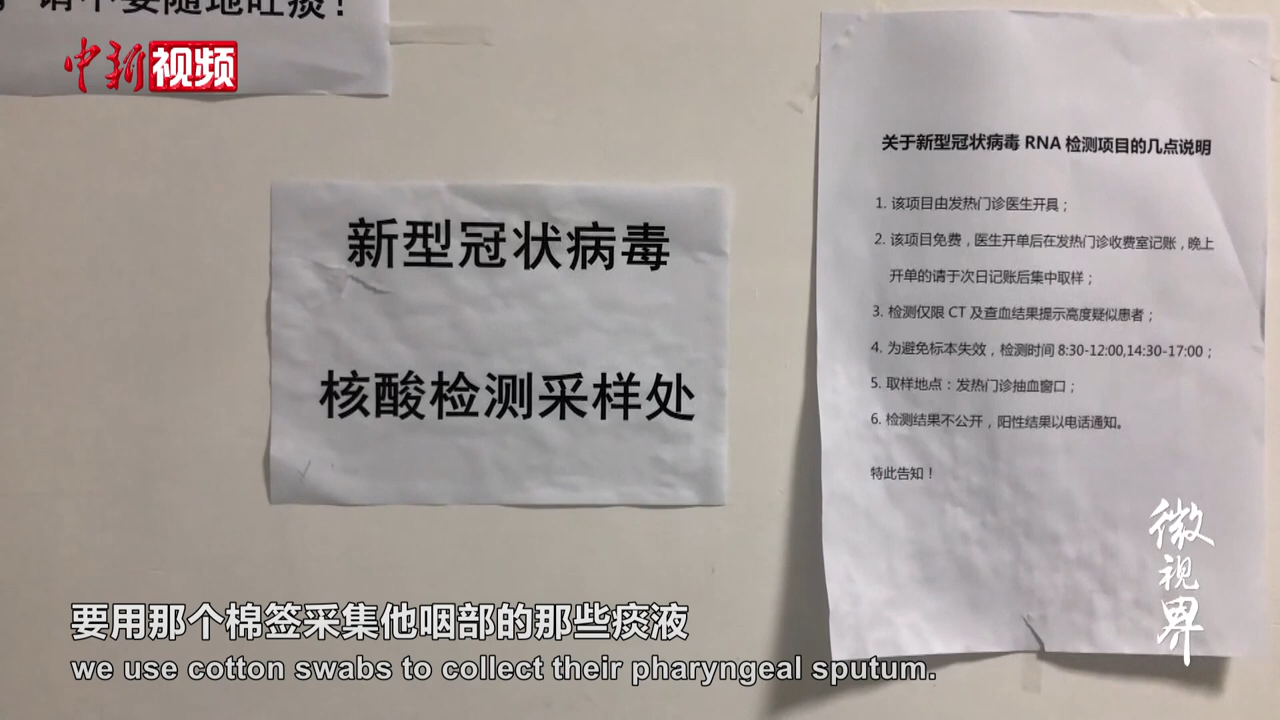 请不要随地吐痰！
中新视频
新型冠状病毒
核酸检测采样处
关于新型冠状病毒 RNA 检测项目的几点说明
1. 该项目由发热门诊医生开具；
2. 该项目免费，医生开单后在发热门诊收费室记账，晚上
开单的请于次日记账后集中取样；
3. 检测仅限 CT 及查血结果提示高度疑似患者；
4. 为避免标本失效，检测时间 8:30-12:00,14:30-17:00；
5. 取样地点：发热门诊抽血窗口；
6. 检测结果不公开，阳性结果以电话通知。
特此告知！
微视界
要用那个棉签采集他咽部的那些痰液
we use cotton swabs to collect their pharyngeal sputum.